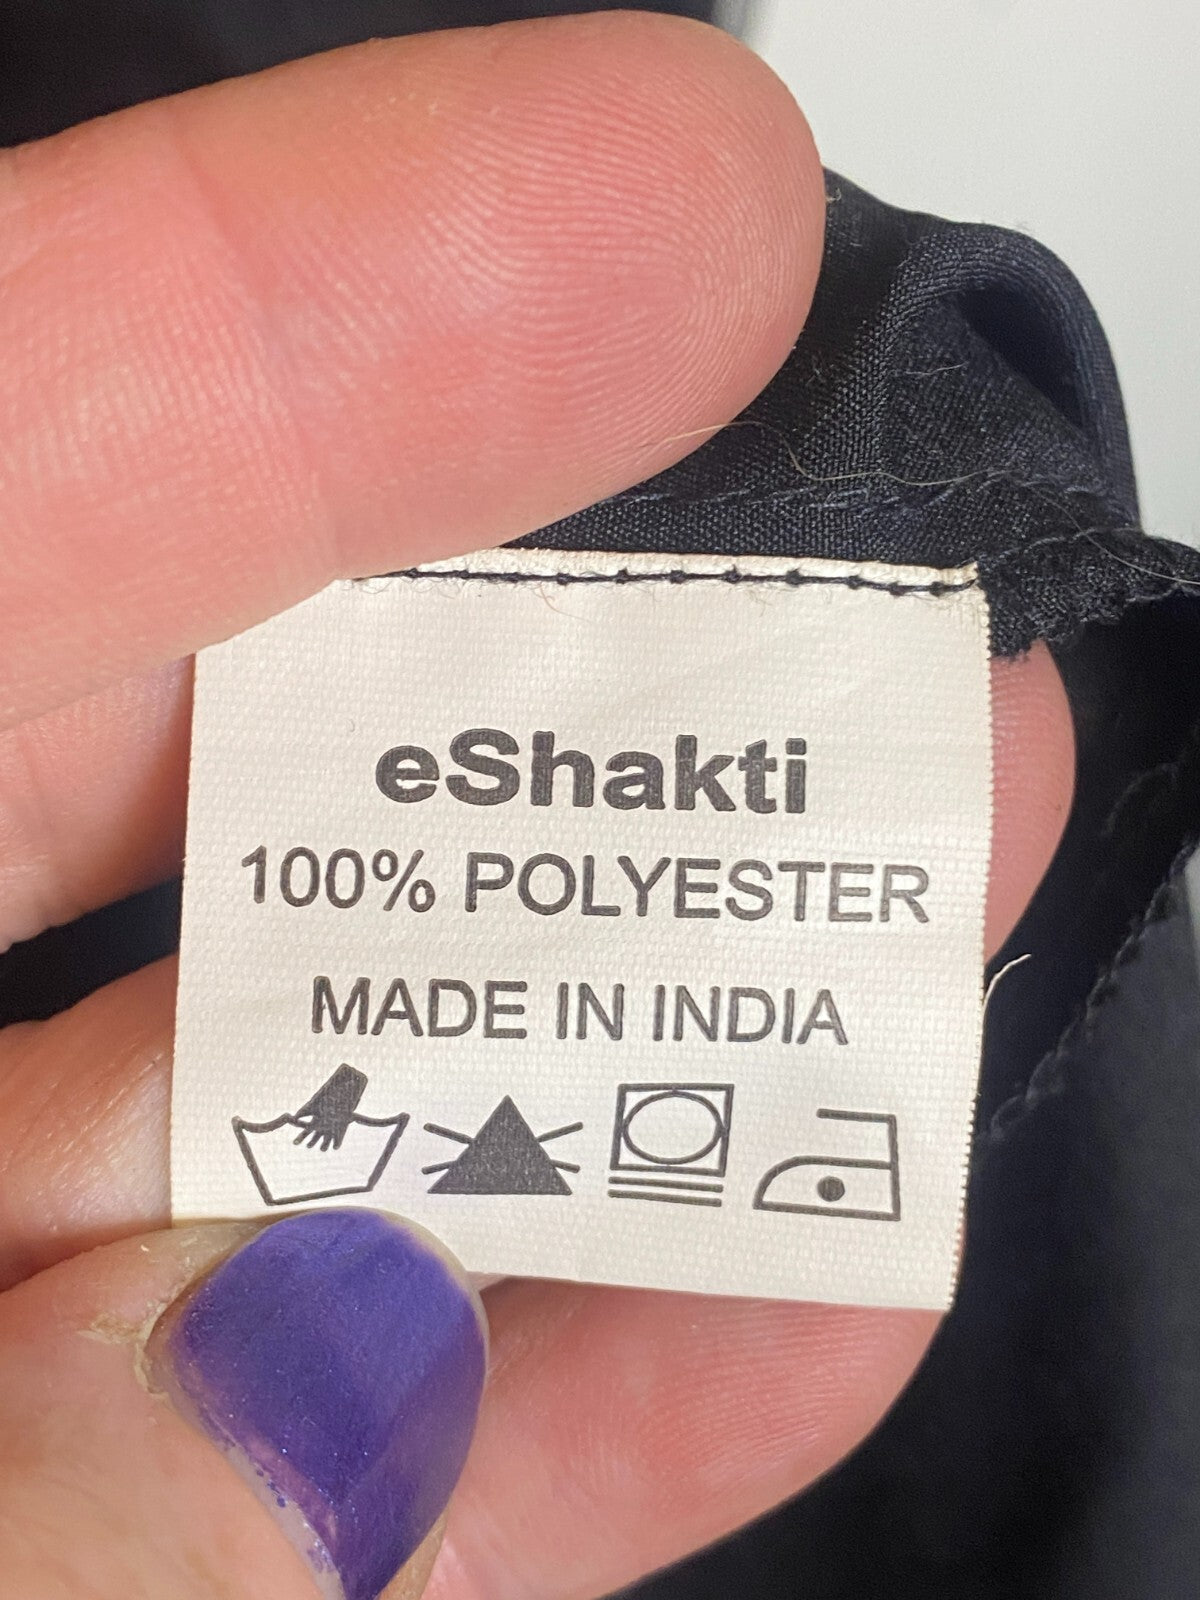 eShakti
100% POLYESTER
MADE IN INDIA